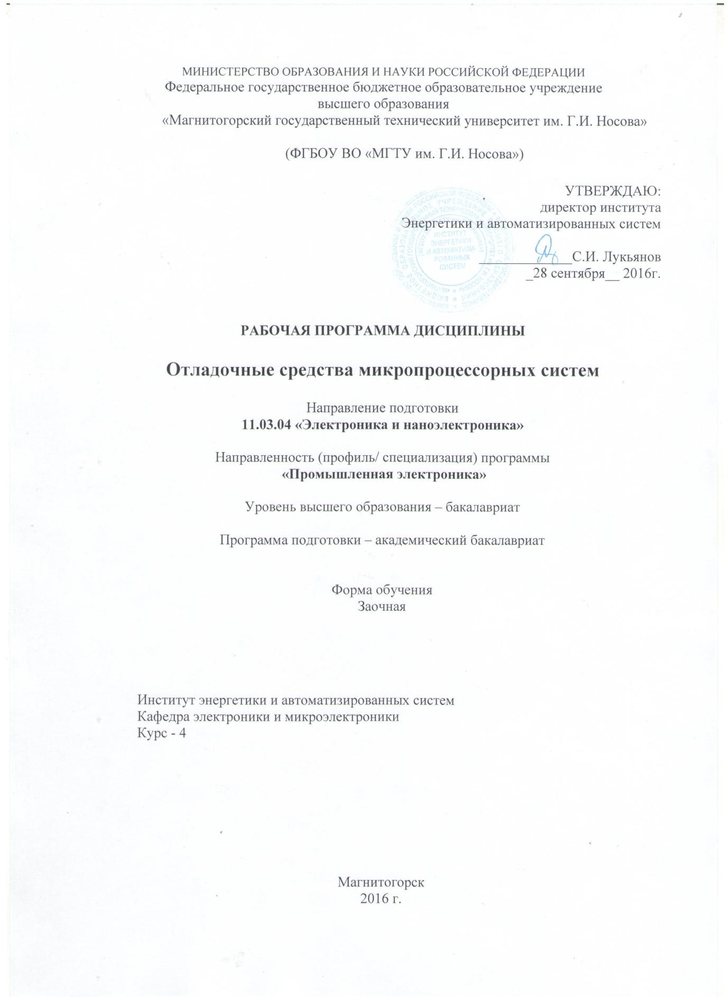 МИНИСТЕРСТВО ОБРАЗОВАНИЯ И НАУКИ РОССИЙСКОЙ ФЕДЕРАЦИИ
Федеральное государственное бюджетное образовательное учреждение
высшего образования
«Магнитогорский государственный технический университет им. Г.И. Носова»
(ФГБОУ ВО «МГТУ им. Г.И. Носова»)
УТВЕРЖДАЮ:
директор института
Энергетики и автоматизированных систем
_____________С.И. Лукьянов
_28 сентября__ 2016г.
ИНСТИТУТ
ЭНЕРГЕТИКИ
И АВТОМАТИЗИ-
РОВАННЫХ
СИСТЕМ
РАБОЧАЯ ПРОГРАММА ДИСЦИПЛИНЫ
Отладочные средства микропроцессорных систем
Направление подготовки
11.03.04 «Электроника и наноэлектроника»
Направленность (профиль/ специализация) программы
«Промышленная электроника»
Уровень высшего образования – бакалавриат
Программа подготовки – академический бакалавриат
Форма обучения
Заочная
Институт энергетики и автоматизированных систем
Кафедра электроники и микроэлектроники
Курс - 4
Магнитогорск
2016 г.